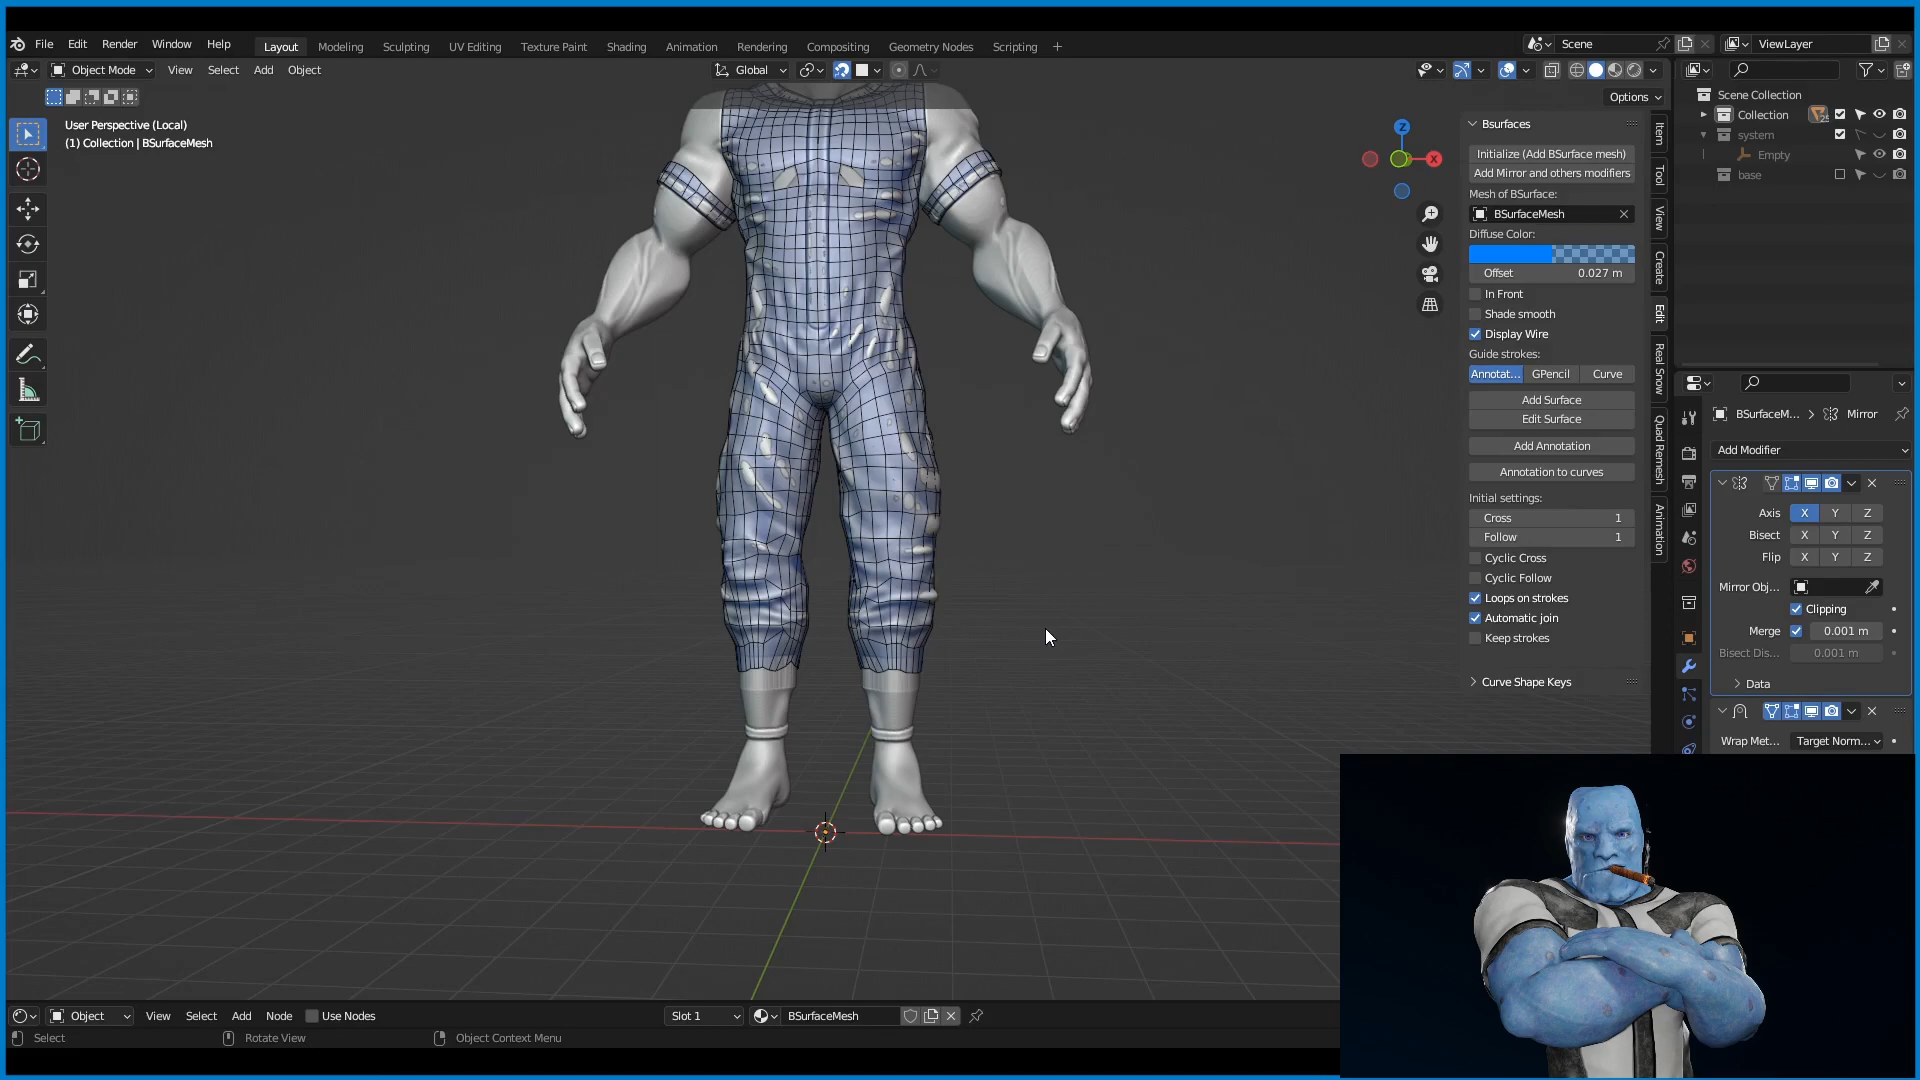 File Edit Render Window Help Layout Modeling Sculpting UV Editing Texture Paint Shading Animation Rendering Compositing Geometry Nodes Scripting + Scene ViewLayer
Object Mode View Select Add Object Global
Options
User Perspective (Local)
(1) Collection | BSurfaceMesh
Z
X
Bsurfaces
Initialize (Add BSurface mesh)
Add Mirror and others modifiers
Mesh of BSurface:
BSurfaceMesh
Diffuse Color:
Offset 0.027 m
In Front
Shade smooth
Display Wire
Guide strokes:
Annotat... GPencil Curve
Add Surface
Edit Surface
Add Annotation
Annotation to curves
Initial settings:
Cross 1
Follow 1
Cyclic Cross
Cyclic Follow
Loops on strokes
Automatic join
Keep strokes
Curve Shape Keys
Item
Tool
View
Create
Edit
Real Snow
Quad Remesh
Animation
Scene Collection
Collection 25
system
Empty
base
BSurfaceM... > Mirror
Add Modifier
Axis X Y Z
Bisect X Y Z
Flip X Y Z
Mirror Obj...
Clipping
Merge 0.001 m
Bisect Dis... 0.001 m
Data
Wrap Met... Target Norm...
Object View Select Add Node Use Nodes Slot 1 BSurfaceMesh
Select Rotate View Object Context Menu